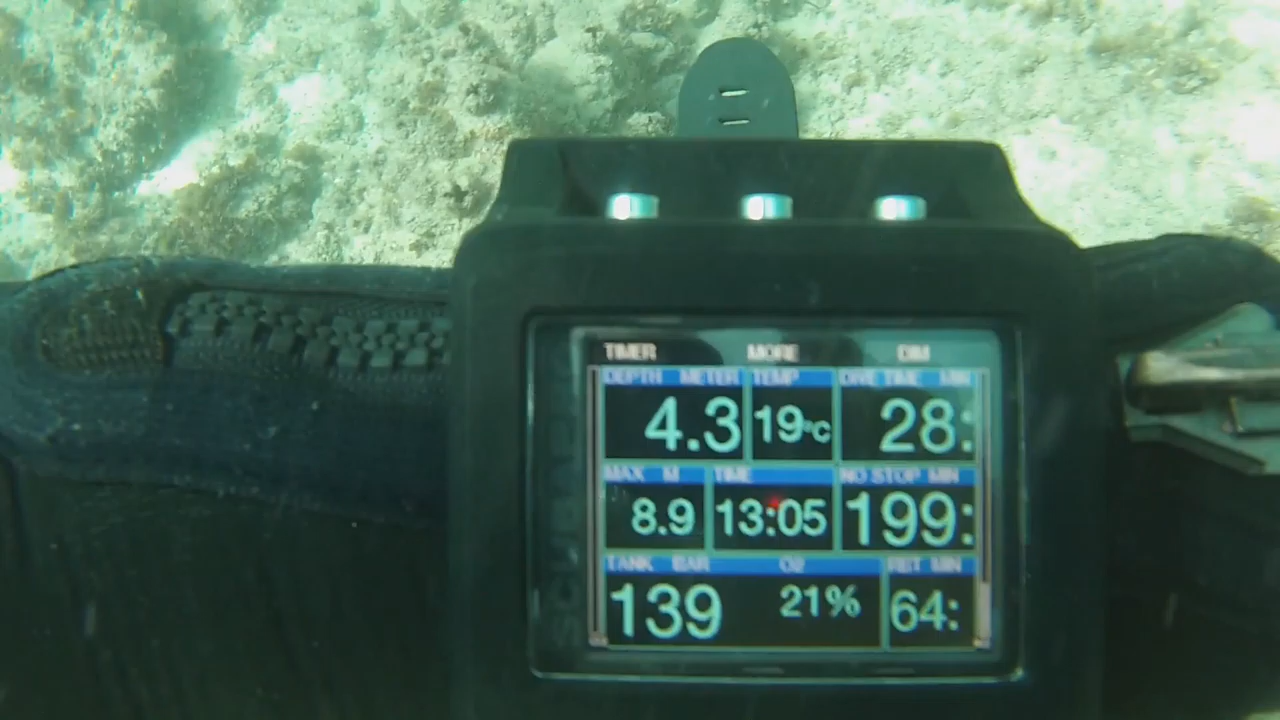 TIMER MORE DIM
DEPTH METER TEMP DIVE TIME MIN
4.3 19°C 28:
MAX M TIME NO STOP MIN
8.9 13:05 199:
TANK BAR O2 RBT MIN
139 21% 64: